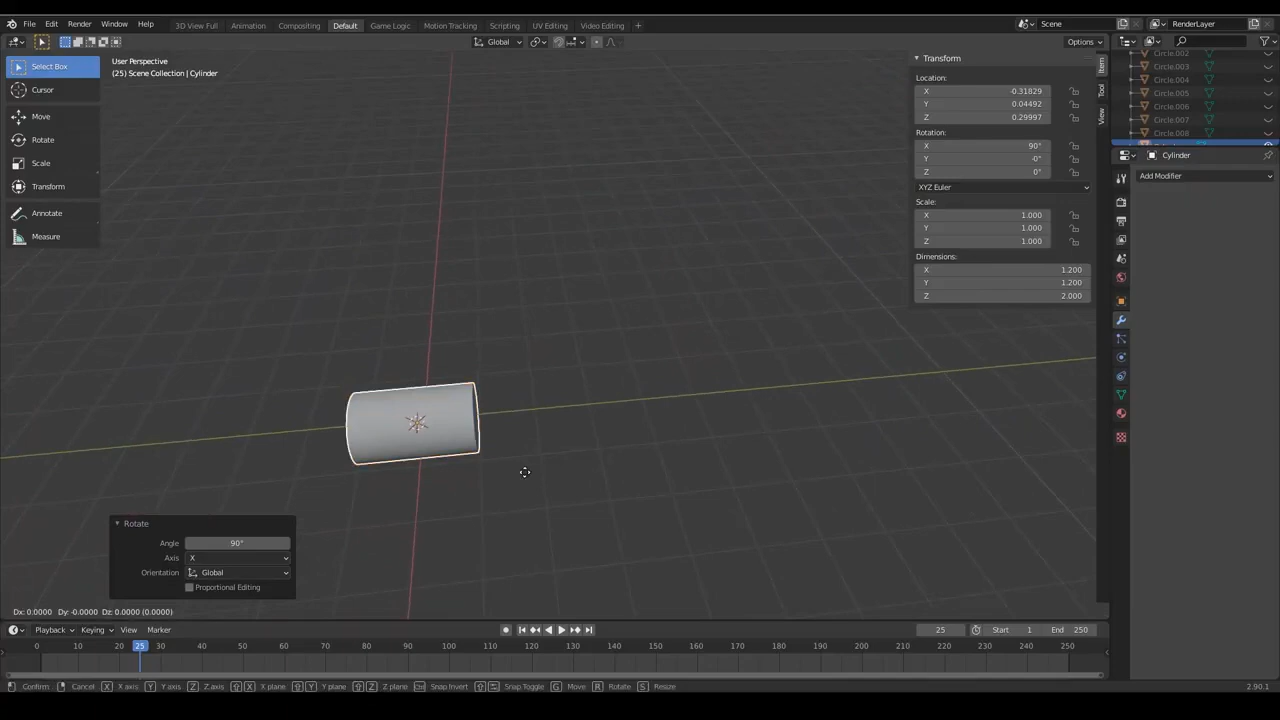 File Edit Render Window Help 3D View Full Animation Compositing Default Game Logic Motion Tracking Scripting UV Editing Video Editing + Scene RenderLayer
Global Options
Select Box
Cursor
Move
Rotate
Scale
Transform
Annotate
Measure
User Perspective
(25) Scene Collection | Cylinder
Transform
Location:
X -0.31829
Y 0.04492
Z 0.29997
Rotation:
X 90°
Y -0°
Z 0°
XYZ Euler
Scale:
X 1.000
Y 1.000
Z 1.000
Dimensions:
X 1.200
Y 1.200
Z 2.000
Item
Tool
View
Circle.002
Circle.003
Circle.004
Circle.005
Circle.006
Circle.007
Circle.008
Cylinder
Add Modifier
Rotate
Angle 90°
Axis X
Orientation Global
Proportional Editing
Dx: 0.0000 Dy: -0.0000 Dz: 0.0000 (0.0000)
Playback Keying View Marker 25 Start 1 End 250
0 10 20 25 30 40 50 60 70 80 90 100 110 120 130 140 150 160 170 180 190 200 210 220 230 240 250
Confirm Cancel X X axis Y Y axis Z Z axis X X plane Y Y plane Z Z plane Ctrl Snap Invert Snap Toggle G Move R Rotate S Resize 2.90.1